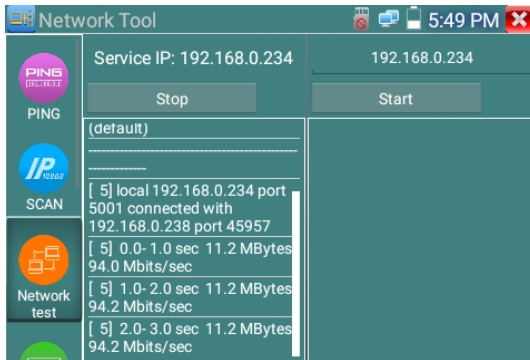 Network Tool
5:49 PM
PING
PING
SCAN
IP
Network
test
Service IP: 192.168.0.234
Stop
(default)
----------------------------------------------
-------------
[ 5] local 192.168.0.234 port
5001 connected with
192.168.0.238 port 45957
[ 5] 0.0- 1.0 sec 11.2 MBytes
94.0 Mbits/sec
[ 5] 1.0- 2.0 sec 11.2 MBytes
94.2 Mbits/sec
[ 5] 2.0- 3.0 sec 11.2 MBytes
94.2 Mbits/sec
192.168.0.234
Start